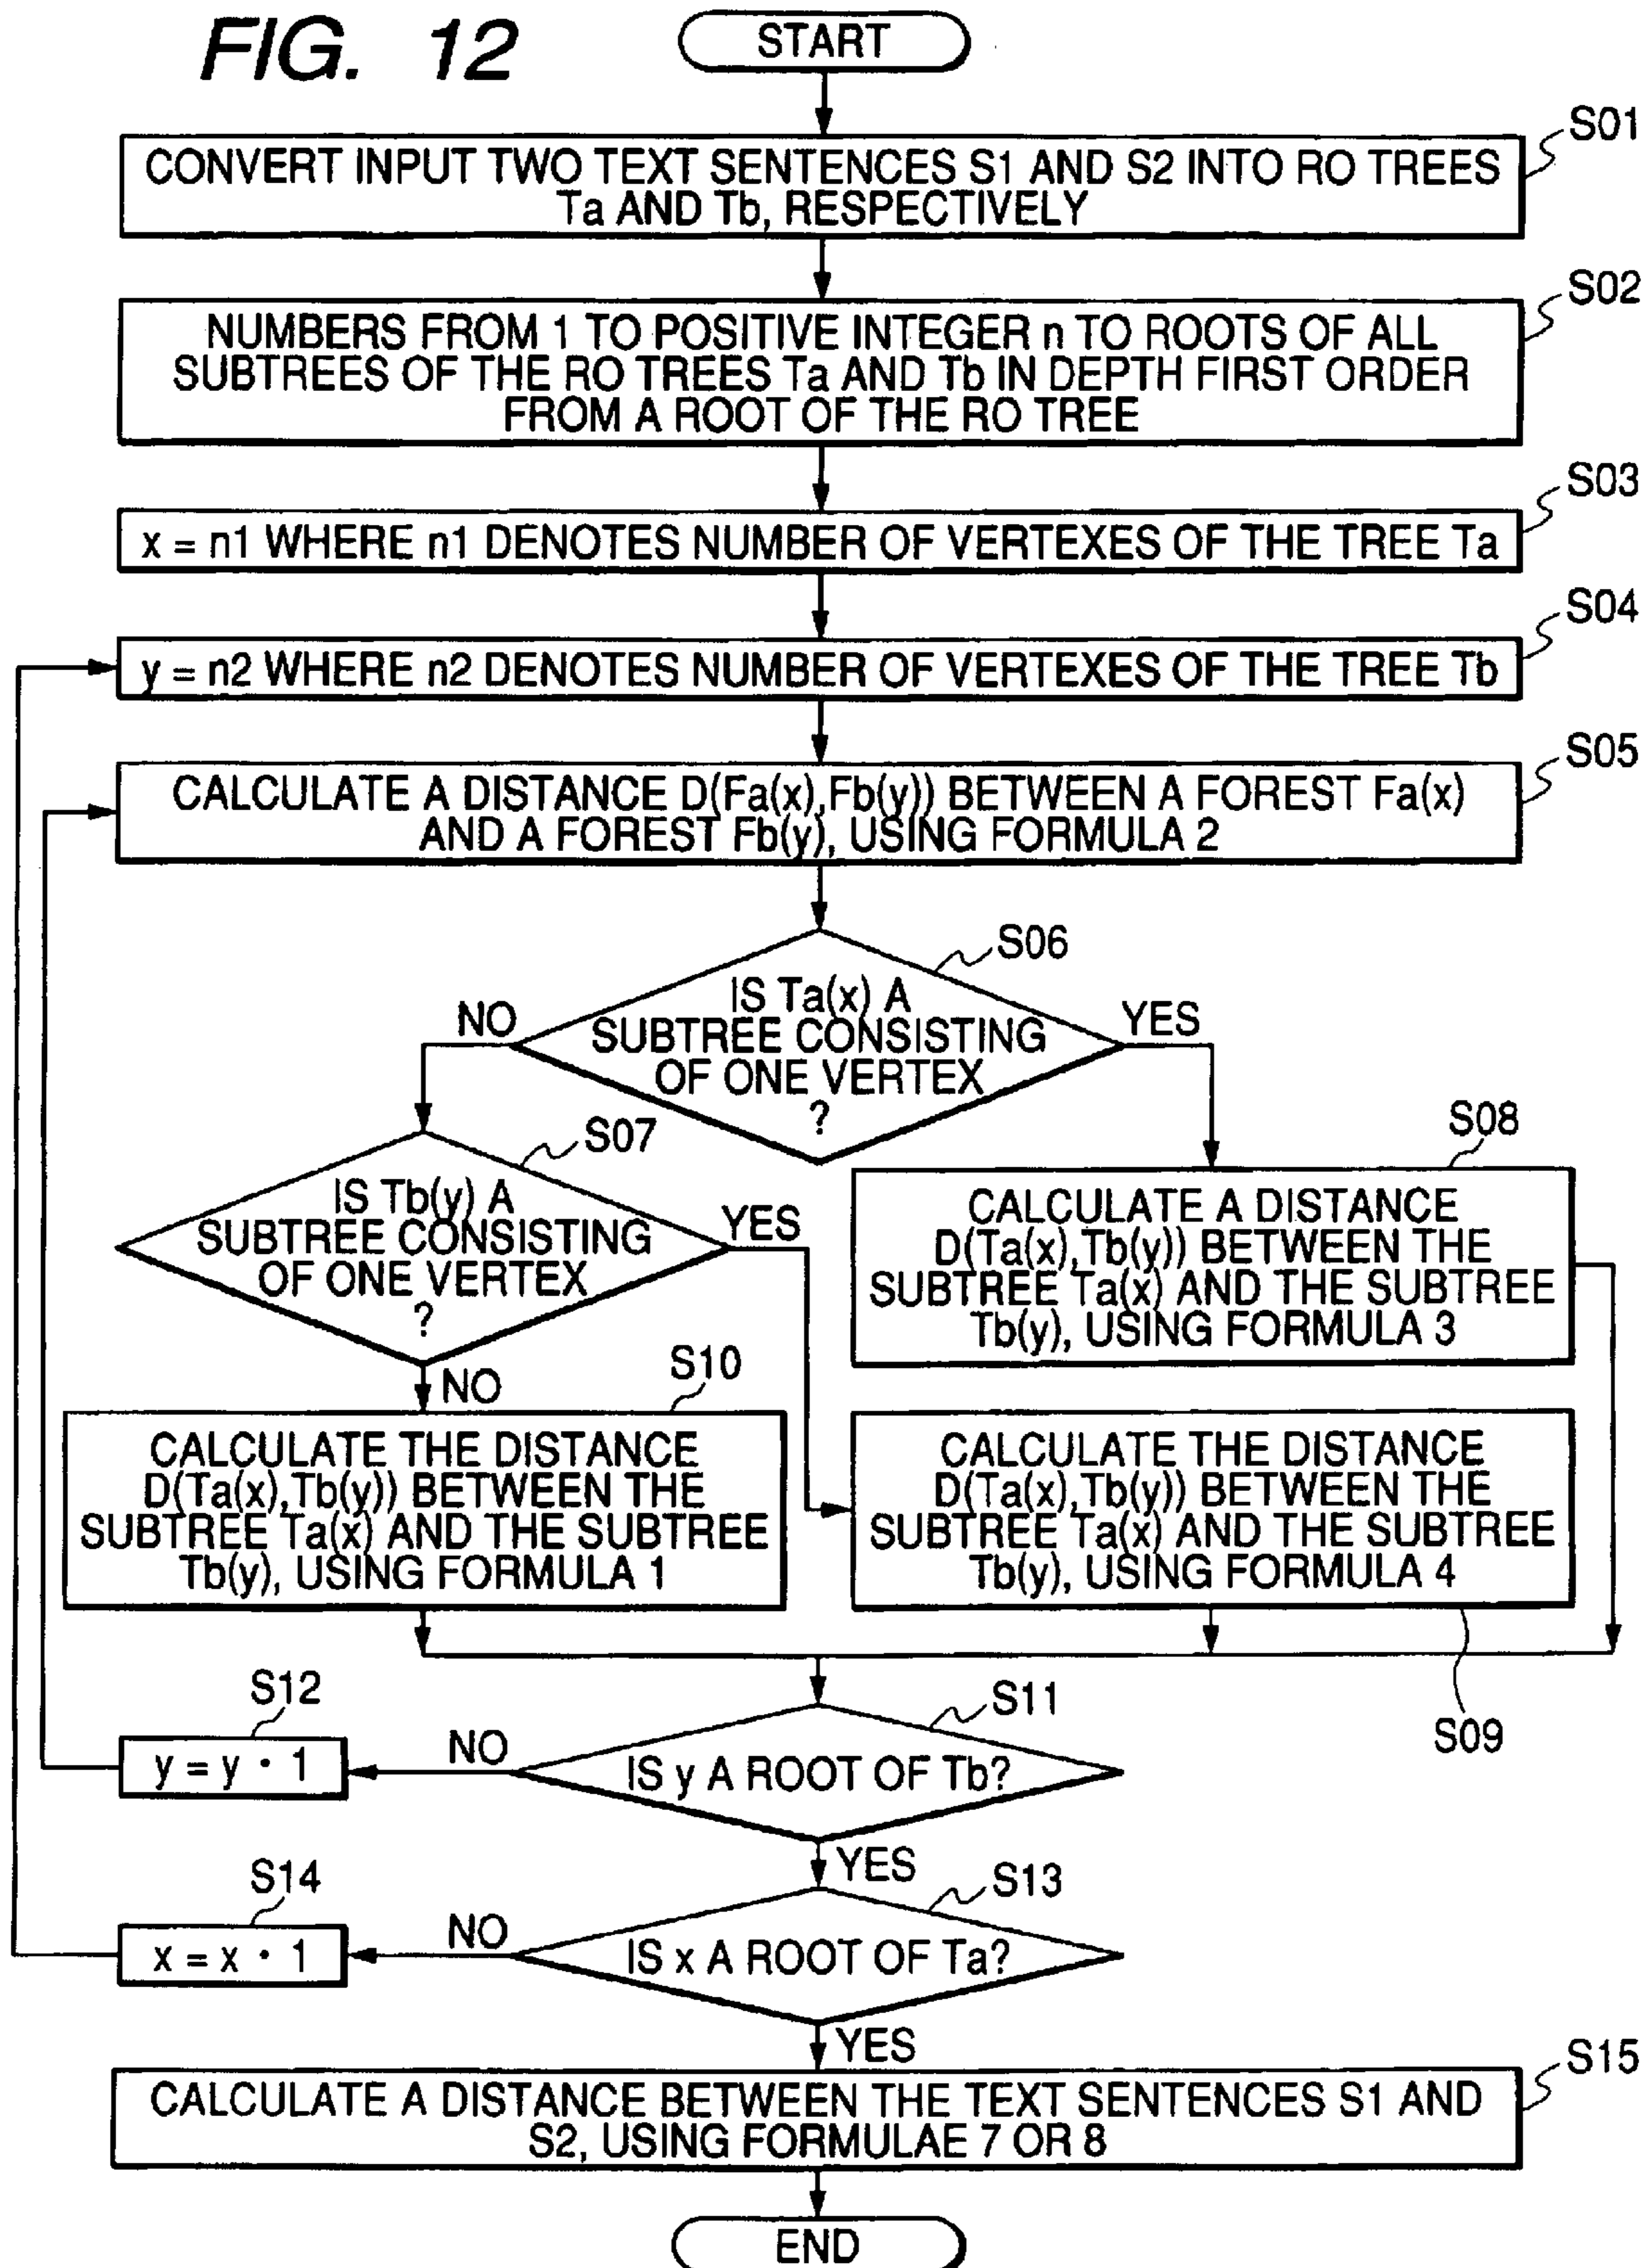 FIG. 12
START
S01
CONVERT INPUT TWO TEXT SENTENCES S1 AND S2 INTO RO TREES
Ta AND Tb, RESPECTIVELY
S02
NUMBERS FROM 1 TO POSITIVE INTEGER n TO ROOTS OF ALL
SUBTREES OF THE RO TREES Ta AND Tb IN DEPTH FIRST ORDER
FROM A ROOT OF THE RO TREE
S03
x = n1 WHERE n1 DENOTES NUMBER OF VERTEXES OF THE TREE Ta
S04
y = n2 WHERE n2 DENOTES NUMBER OF VERTEXES OF THE TREE Tb
S05
CALCULATE A DISTANCE D(Fa(x),Fb(y)) BETWEEN A FOREST Fa(x)
AND A FOREST Fb(y), USING FORMULA 2
S06
IS Ta(x) A
SUBTREE CONSISTING
OF ONE VERTEX
?
NO
YES
S07
IS Tb(y) A
SUBTREE CONSISTING
OF ONE VERTEX
?
YES
NO
S08
CALCULATE A DISTANCE
D(Ta(x),Tb(y)) BETWEEN THE
SUBTREE Ta(x) AND THE SUBTREE
Tb(y), USING FORMULA 3
S10
CALCULATE THE DISTANCE
D(Ta(x),Tb(y)) BETWEEN THE
SUBTREE Ta(x) AND THE SUBTREE
Tb(y), USING FORMULA 1
CALCULATE THE DISTANCE
D(Ta(x),Tb(y)) BETWEEN THE
SUBTREE Ta(x) AND THE SUBTREE
Tb(y), USING FORMULA 4
S09
S11
IS y A ROOT OF Tb?
NO
S12
y = y · 1
YES
S13
IS x A ROOT OF Ta?
NO
S14
x = x · 1
YES
S15
CALCULATE A DISTANCE BETWEEN THE TEXT SENTENCES S1 AND
S2, USING FORMULAE 7 OR 8
END